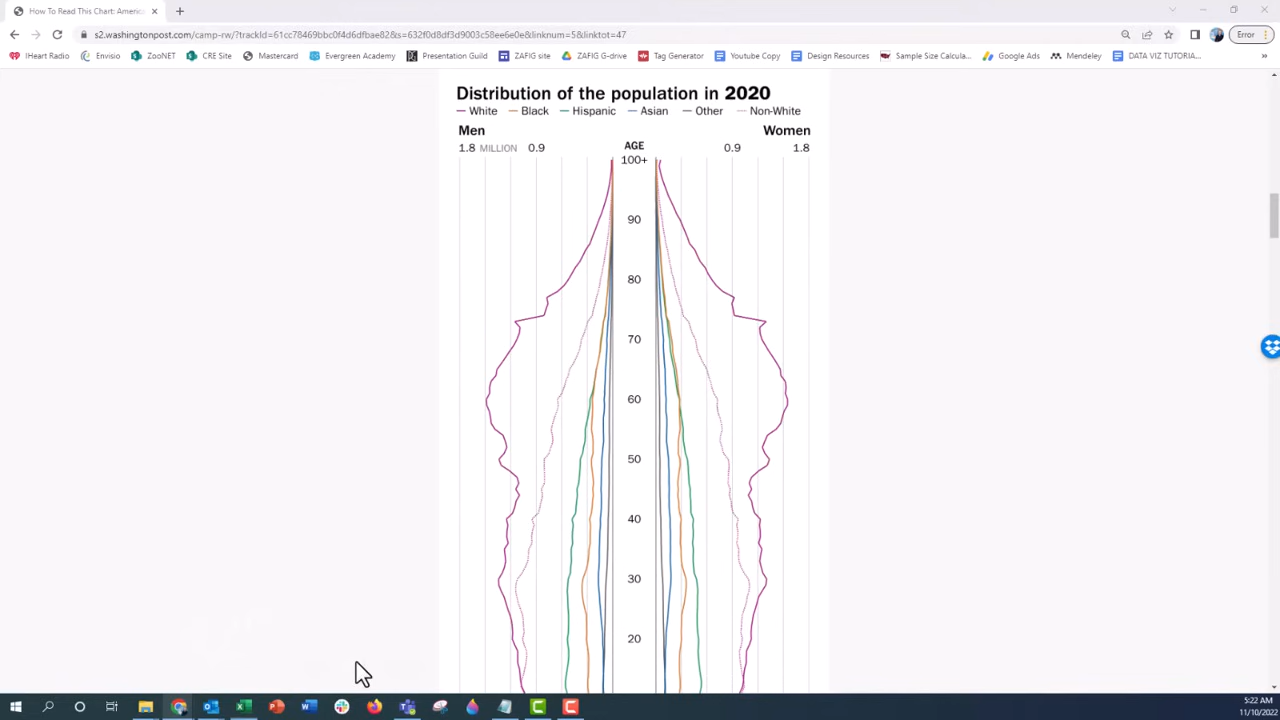 How To Read This Chart: Americ
s2.washingtonpost.com/camp-rw/?trackId=61cc78469bbc0f4d6dfbae82&s=632f0d8df3d9003c58ee6e0e&linknum=5&linktot=47
Error
IHeart Radio Envisio ZooNET CRE Site Mastercard Evergreen Academy Presentation Guild ZAFIG site ZAFIG G-drive Tag Generator Youtube Copy Design Resources Sample Size Calcula... Google Ads Mendeley DATA VIZ TUTORIA...
Distribution of the population in 2020
White Black Hispanic Asian Other Non-White
Men Women
1.8 MILLION 0.9 AGE 0.9 1.8
100+
90
80
70
60
50
40
30
20
5:22 AM
11/10/2022